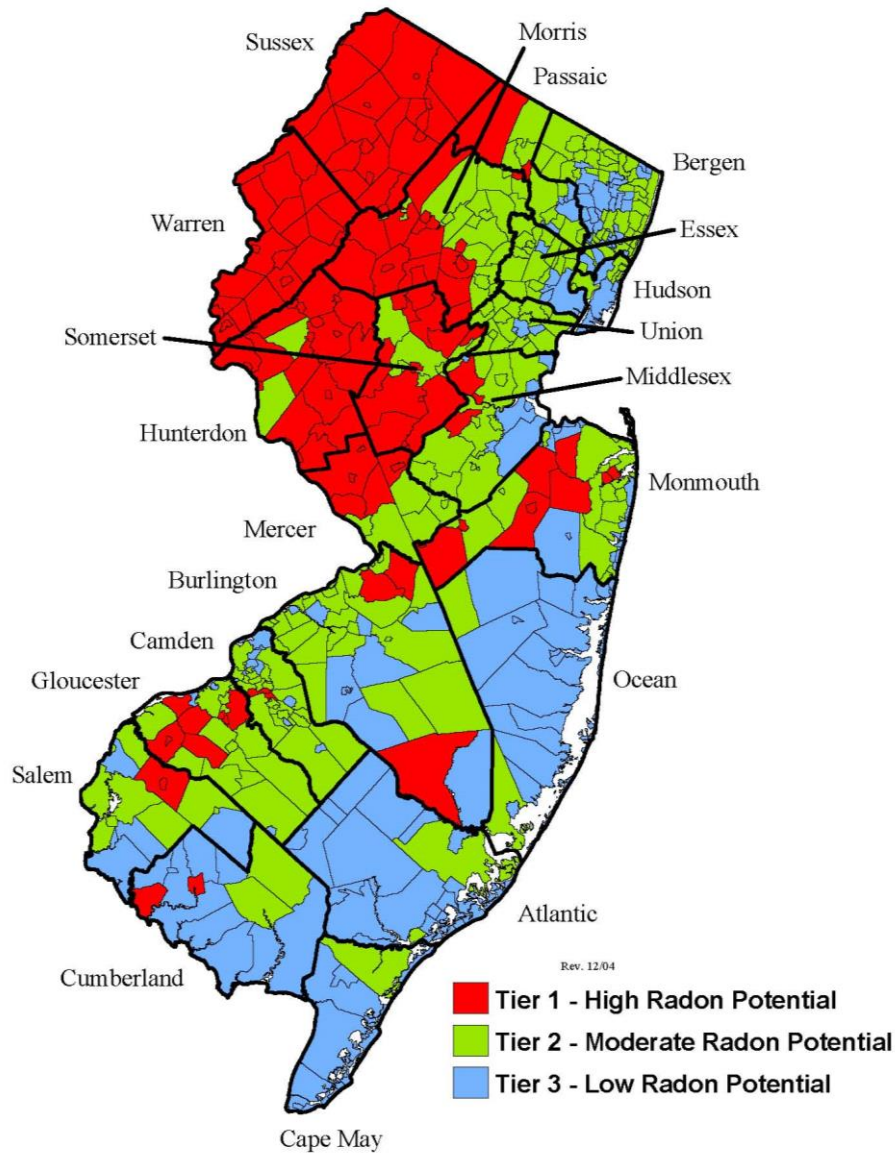 Morris
Sussex
Passaic
Bergen
Warren
Essex
Hudson
Somerset
Union
Middlesex
Hunterdon
Monmouth
Mercer
Burlington
Camden
Gloucester
Ocean
Salem
Atlantic
Cumberland
Rev. 12/04
Tier 1 - High Radon Potential
Tier 2 - Moderate Radon Potential
Tier 3 - Low Radon Potential
Cape May